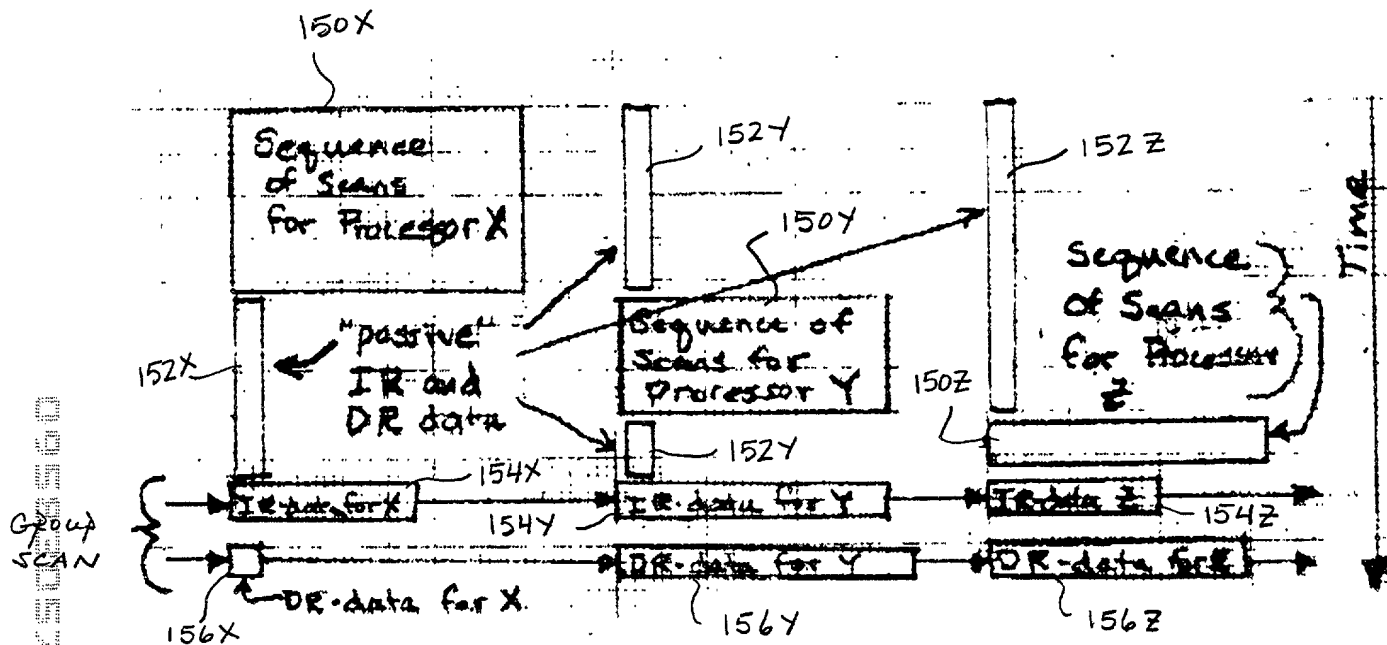 150X
Sequence
of Scans
for Processor X
152Y
152Z
150Y
Time
Sequence
of Scans
for Processor
Z
"passive"
IR and
DR data
152X
Sequence of
Scans for
Processor Y
150Z
152Y
154X
Group
SCAN
IR-data for X
154Y
IR-data for Y
IR-data Z
154Z
DR-data for Y
DR-data for Z
DR-data for X
156X
156Y
156Z